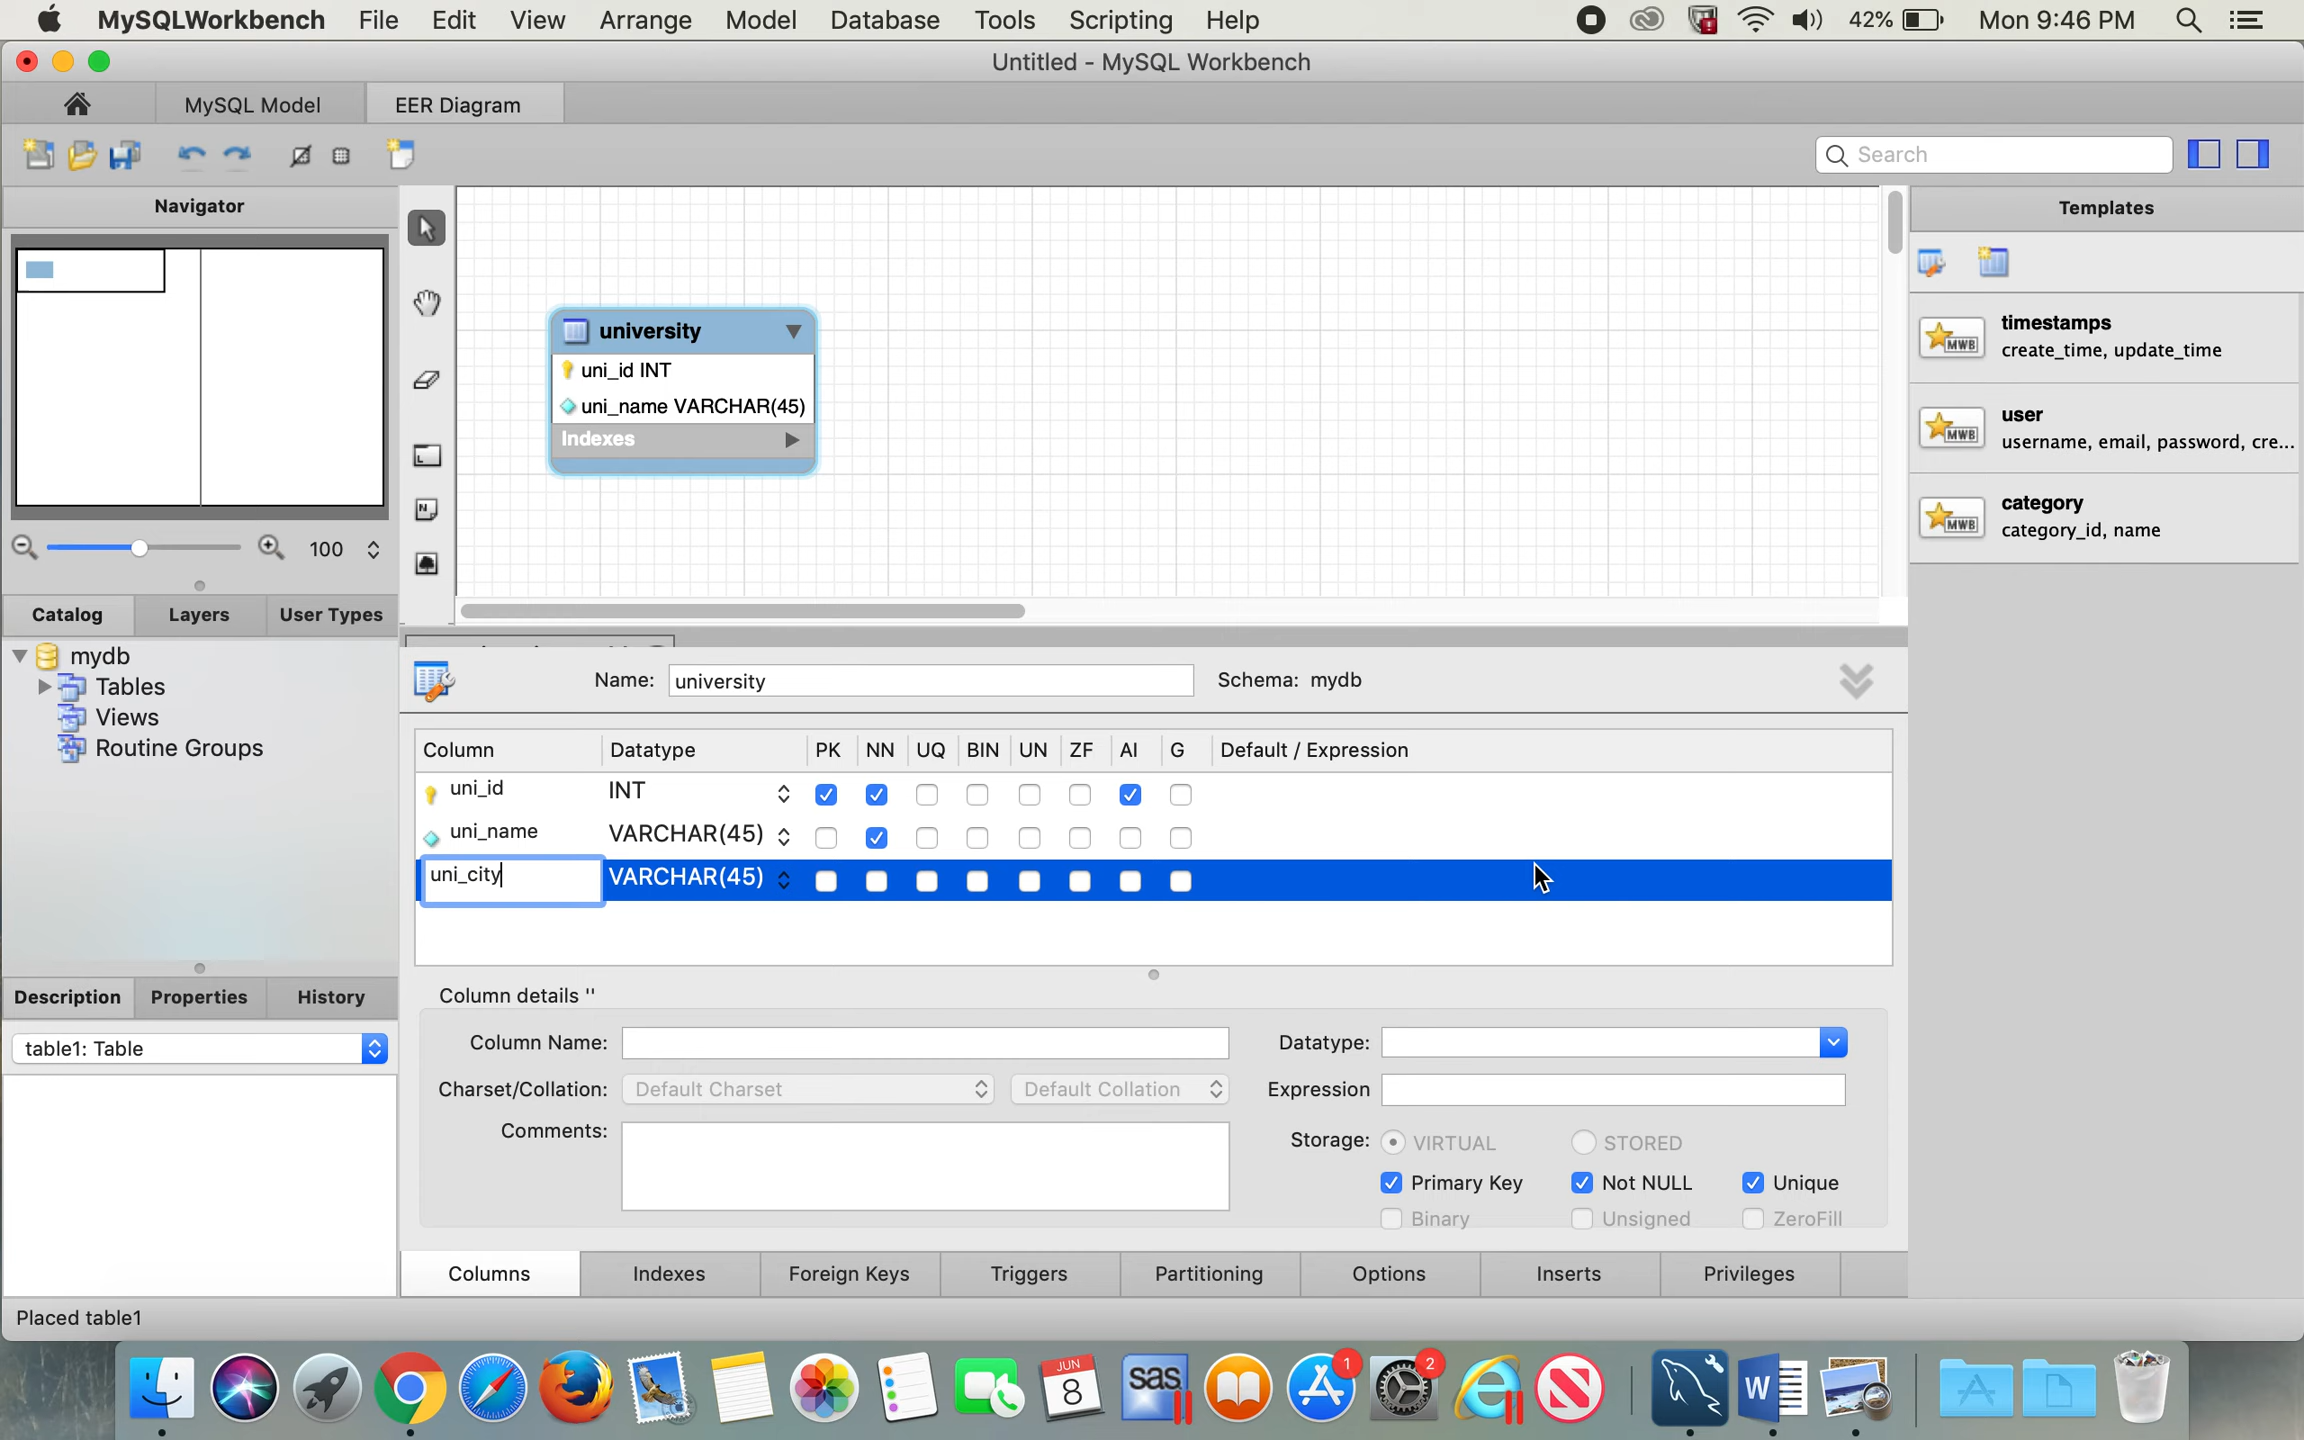 MySQLWorkbench File Edit View Arrange Model Database Tools Scripting Help 42% Mon 9:46 PM
Untitled - MySQL Workbench
MySQL Model EER Diagram
Search
Navigator
Templates
timestamps
create_time, update_time
user
username, email, password, cre...
category
category_id, name
university
uni_id INT
uni_name VARCHAR(45)
Indexes
100
Catalog Layers User Types
mydb
Tables
Views
Routine Groups
Description Properties History
table1: Table
Name: university Schema: mydb
Column Datatype PK NN UQ BIN UN ZF AI G Default / Expression
uni_id INT
uni_name VARCHAR(45)
uni_city VARCHAR(45)
Column details ''
Column Name: Datatype:
Charset/Collation: Default Charset Default Collation Expression
Comments: Storage: VIRTUAL STORED
Primary Key Not NULL Unique
Binary Unsigned ZeroFill
Columns Indexes Foreign Keys Triggers Partitioning Options Inserts Privileges
Placed table1
JUN
8
sas
1
2
W